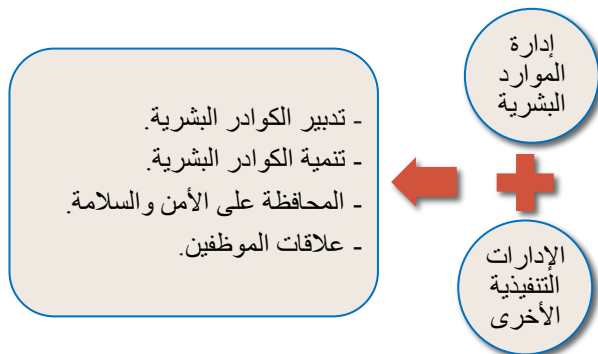 إدارة
الموارد
البشرية
الإدارات
التنفيذية
الأخرى
- تدبير الكوادر البشرية.
- تنمية الكوادر البشرية.
- المحافظة على الأمن والسلامة.
- علاقات الموظفين.